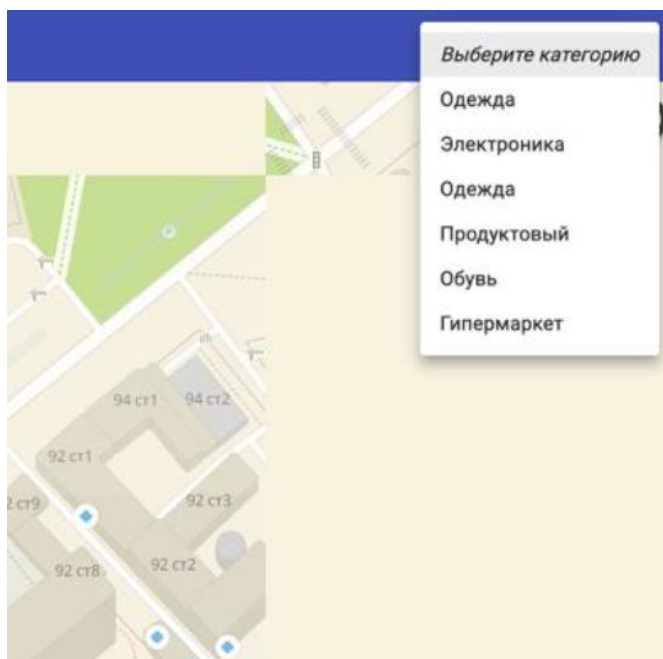 Выберите категорию
Одежда
Электроника
Одежда
Продуктовый
Обувь
Гипермаркет
94 ст1
94 ст2
92 ст1
2 ст9
92 ст3
92 ст8
92 ст2